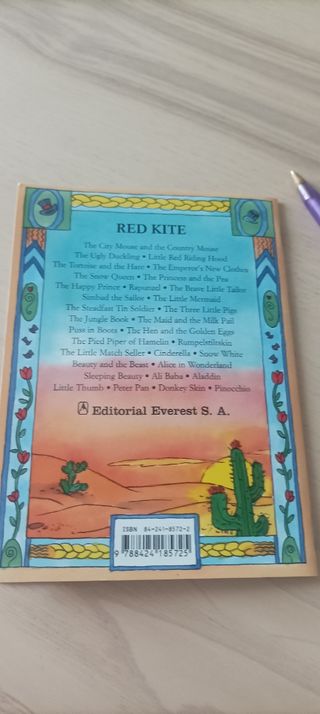 RED KITE
The City Mouse and the Country Mouse
The Ugly Duckling • Little Red Riding Hood
The Tortoise and the Hare • The Emperor's New Clothes
The Snow Queen • The Princess and the Pea
The Happy Prince • Rapunzel • The Brave Little Tailor
Sinbad the Sailor • The Little Mermaid
The Steadfast Tin Soldier • The Three Little Pigs
The Jungle Book • The Maid and the Milk Pail
Puss in Boots • The Hen and the Golden Eggs
The Pied Piper of Hamelin • Rumpelstiltskin
The Little Match Seller • Cinderella • Snow White
Beauty and the Beast • Alice in Wonderland
Sleeping Beauty • Ali Baba • Aladdin
Little Thumb • Peter Pan • Donkey Skin • Pinocchio
Editorial Everest S. A.
ISBN 84-241-8572-2
9 788424 185725